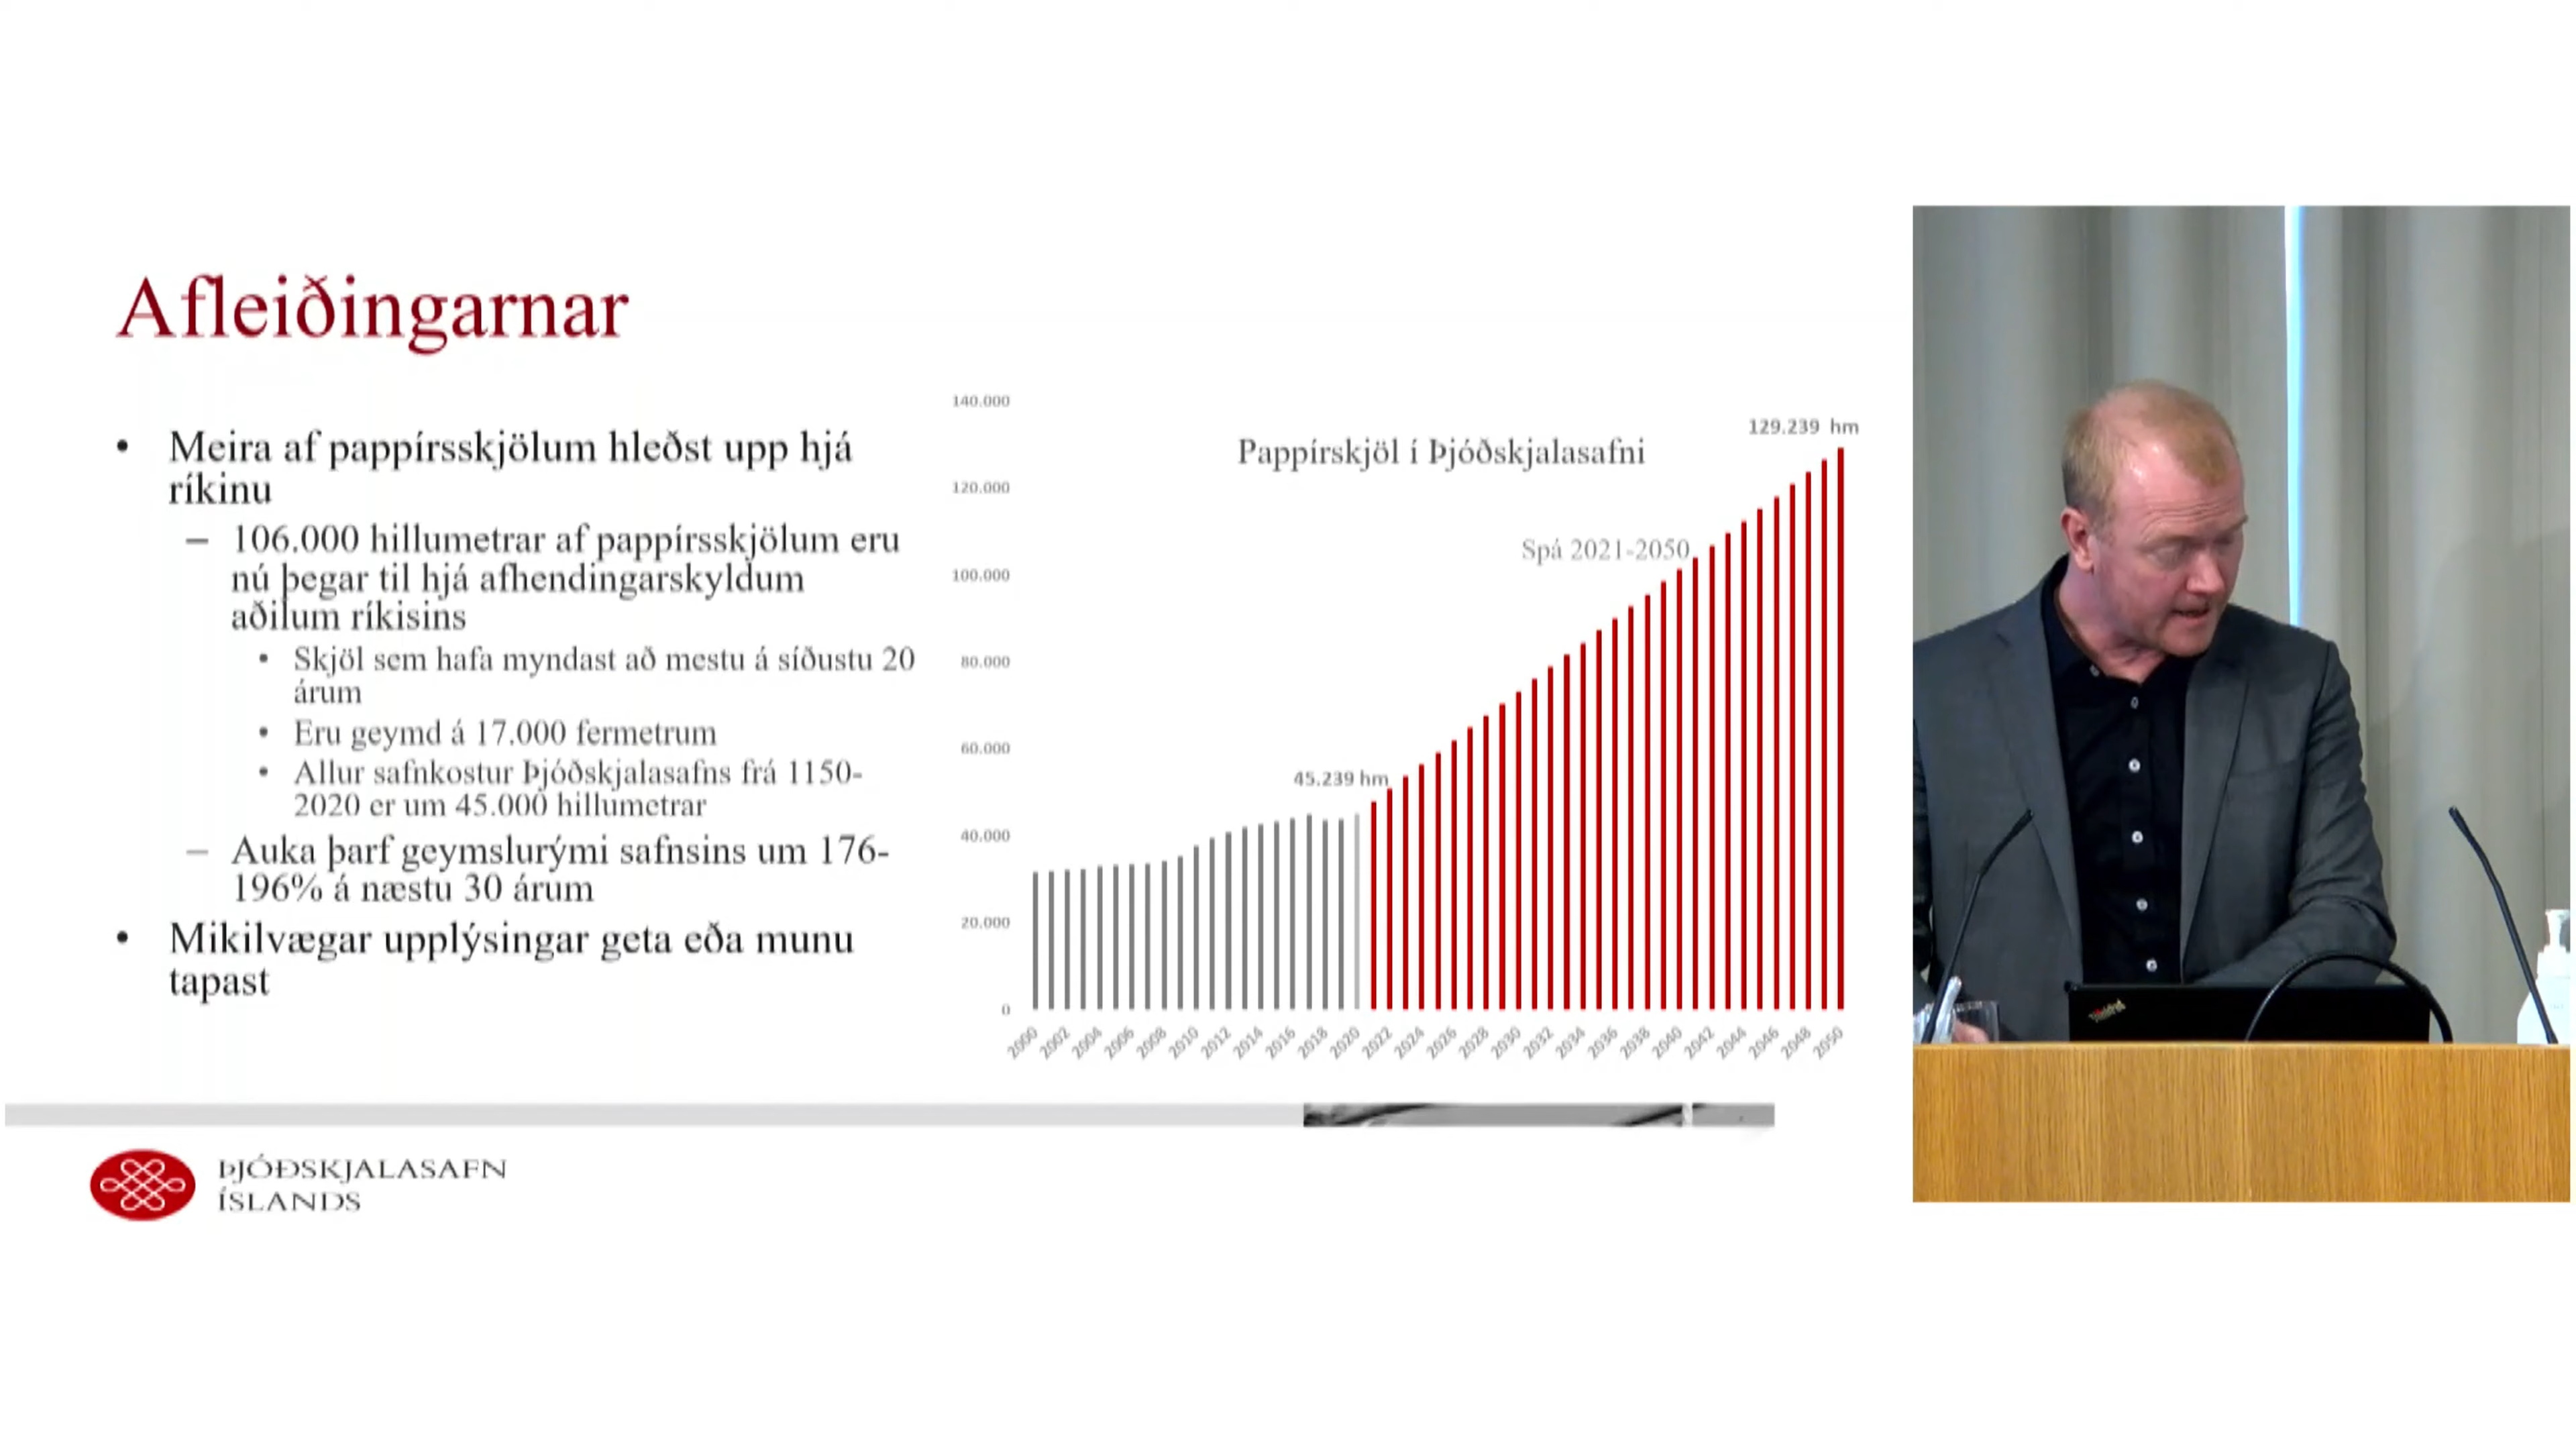 Afleiðingarnar
• Meira af pappírsskjölum hleðst upp hjá
ríkinu
– 106.000 hillumetrar af pappírsskjölum eru
nú þegar til hjá afhendingarskyldum
aðilum ríkisins
• Skjöl sem hafa myndast að mestu á síðustu 20
árum
• Eru geymd á 17.000 fermetrum
• Allur safnkostur Þjóðskjalasafns frá 1150-
2020 er um 45.000 hillumetrar
– Auka þarf geymslurými safnsins um 176-
196% á næstu 30 árum
• Mikilvægar upplýsingar geta eða munu
tapast
Pappírskjöl í Þjóðskjalasafni
129.239 hm
Spá 2021-2050
45.239 hm
140.000
120.000
100.000
80.000
60.000
40.000
20.000
0
2000 2002 2004 2006 2008 2010 2012 2014 2016 2018 2020 2022 2024 2026 2028 2030 2032 2034 2036 2038 2040 2042 2044 2046 2048 2050
ÞJÓÐSKJALASAFN
ÍSLANDS
ThinkPad